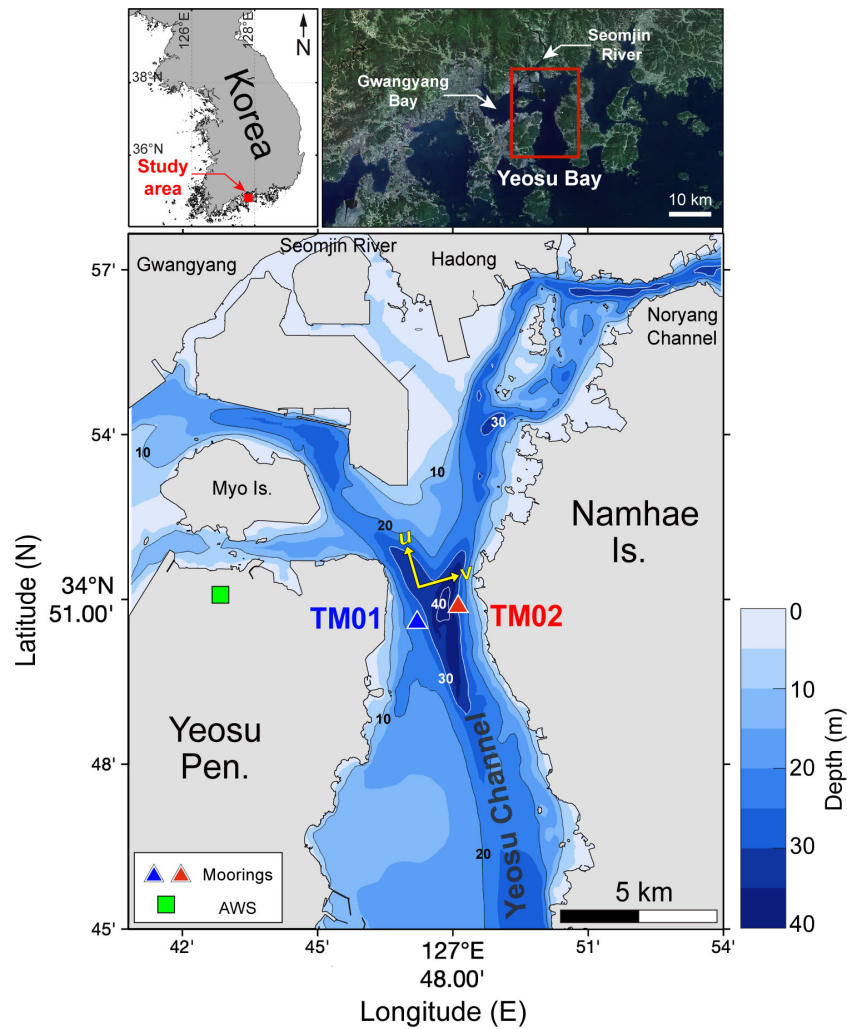 126°E
128°E
N
38°N
36°N
Korea
Study
area
Seomjin
River
Gwangyang
Bay
Yeosu Bay
10 km
57'
54'
34°N
51.00'
48'
45'
Latitude (N)
Gwangyang
Seomjin River
Hadong
Noryang
Channel
30
10
10
Myo Is.
20
Namhae
Is.
u
v
40
TM01
TM02
30
10
Yeosu
Pen.
Yeosu Channel
20
Moorings
AWS
5 km
42'
45'
127°E
48.00'
51'
54'
Longitude (E)
0
10
20
30
40
Depth (m)